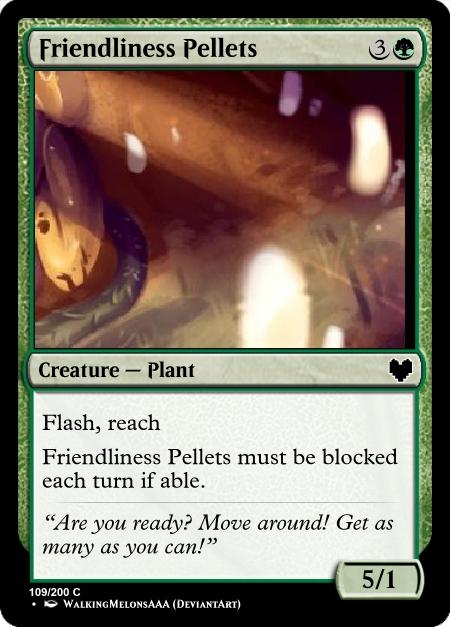 Friendliness Pellets 3
Creature — Plant
Flash, reach
Friendliness Pellets must be blocked
each turn if able.
“Are you ready? Move around! Get as
many as you can!”
5/1
109/200 C
• WalkingMelonsAAA (DeviantArt)